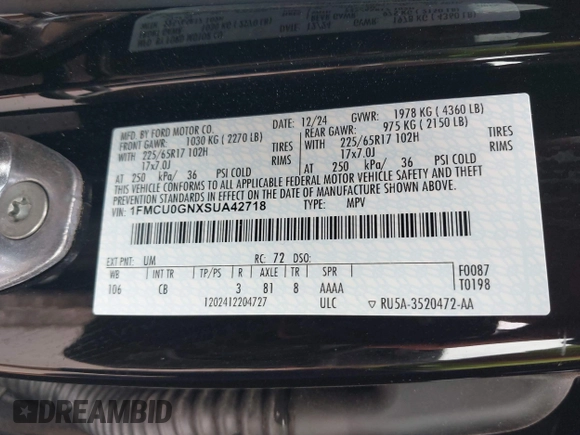 MFD. BY FORD MOTOR CO. 12/24 GVWR: 1978 KG ( 4360 LB)
FRONT GAWR: 1030 KG ( 2270 LB) REAR GAWR: 975 KG ( 2150 LB)
WITH 225/65R17 102H TIRES WITH 225/65R17 102H TIRES
17x7.0J RIMS 17x7.0J RIMS
AT 250 kPa/ 36 PSI COLD AT 250 kPa/ 36 PSI COLD
THIS VEHICLE CONFORMS TO ALL APPLICABLE FEDERAL MOTOR VEHICLE SAFETY AND THEFT
PREVENTION STANDARDS IN EFFECT ON THE DATE OF MANUFACTURE SHOWN ABOVE.
VIN: 1FMCU0GNXSUA42718 TYPE: MPV
EXT PNT: UM RC: 72 DSO:
WB INT TR TP/PS R AXLE TR SPR F0087
106 CB 3 81 8 AAAA T0198
1202412204727 ULC ▽ RU5A-3520472-AA
DREAMBID